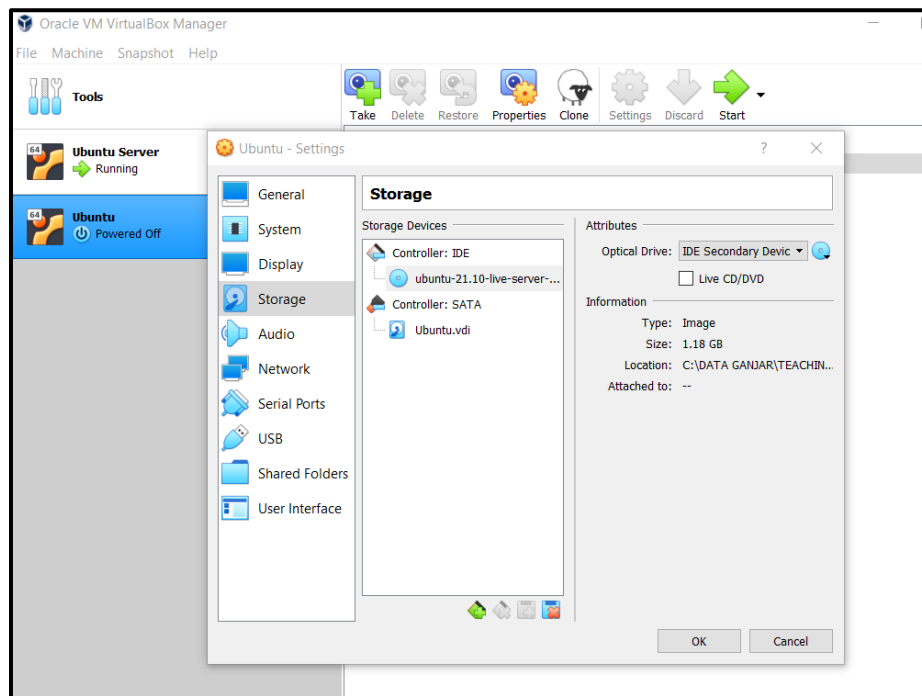 Oracle VM VirtualBox Manager
File Machine Snapshot Help
Tools
Take Delete Restore Properties Clone Settings Discard Start
64
Ubuntu Server
Running
64
Ubuntu
Powered Off
Ubuntu - Settings ?
General
System
Display
Storage
Audio
Network
Serial Ports
USB
Shared Folders
User Interface
Storage
Storage Devices
Controller: IDE
ubuntu-21.10-live-server-...
Controller: SATA
Ubuntu.vdi
Attributes
Optical Drive: IDE Secondary Devic
Live CD/DVD
Information
Type: Image
Size: 1.18 GB
Location: C:\DATA GANJAR\TEACHIN...
Attached to: --
OK Cancel